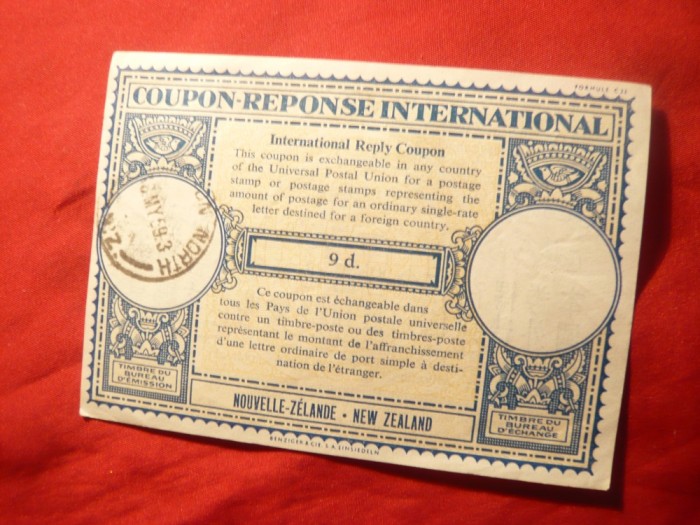 FORMULE C 22
COUPON-REPONSE INTERNATIONAL
International Reply Coupon
This coupon is exchangeable in any country
of the Universal Postal Union for a postage
stamp or postage stamps representing the
amount of postage for an ordinary single-rate
letter destined for a foreign country.
9 d.
Ce coupon est échangeable dans
tous les Pays de l'Union postale universelle
contre un timbre-poste ou des timbres-poste
représentant le montant de l'affranchissement
d'une lettre ordinaire de port simple à desti-
nation de l'étranger.
NOUVELLE-ZÉLANDE • NEW ZEALAND
NORTH
TIMBRE DU
BUREAU
D'ÉMISSION
TIMBRE DU
BUREAU
D'ÉCHANGE
BENZIGER & CIE. S. A. EINSIEDELN